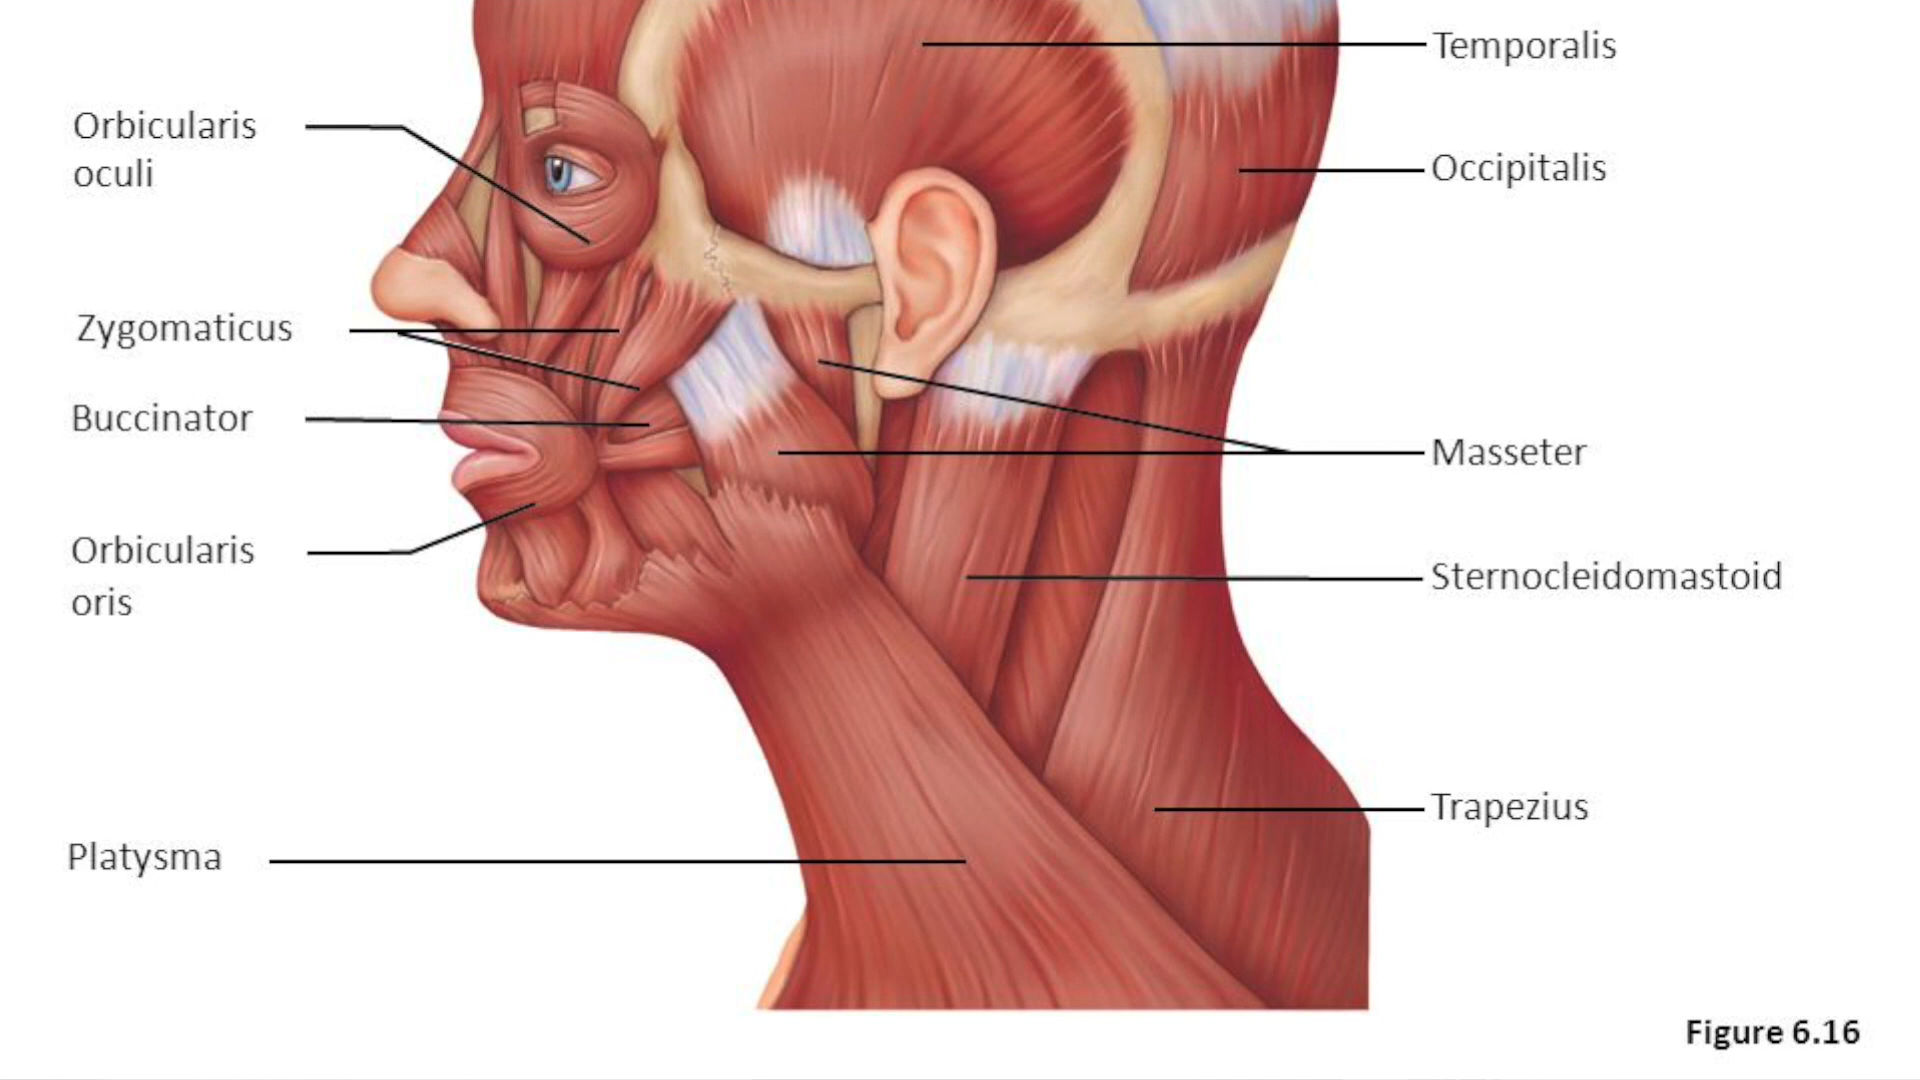 Orbicularis
oculi
Zygomaticus
Buccinator
Orbicularis
oris
Platysma
Temporalis
Occipitalis
Masseter
Sternocleidomastoid
Trapezius
Figure 6.16